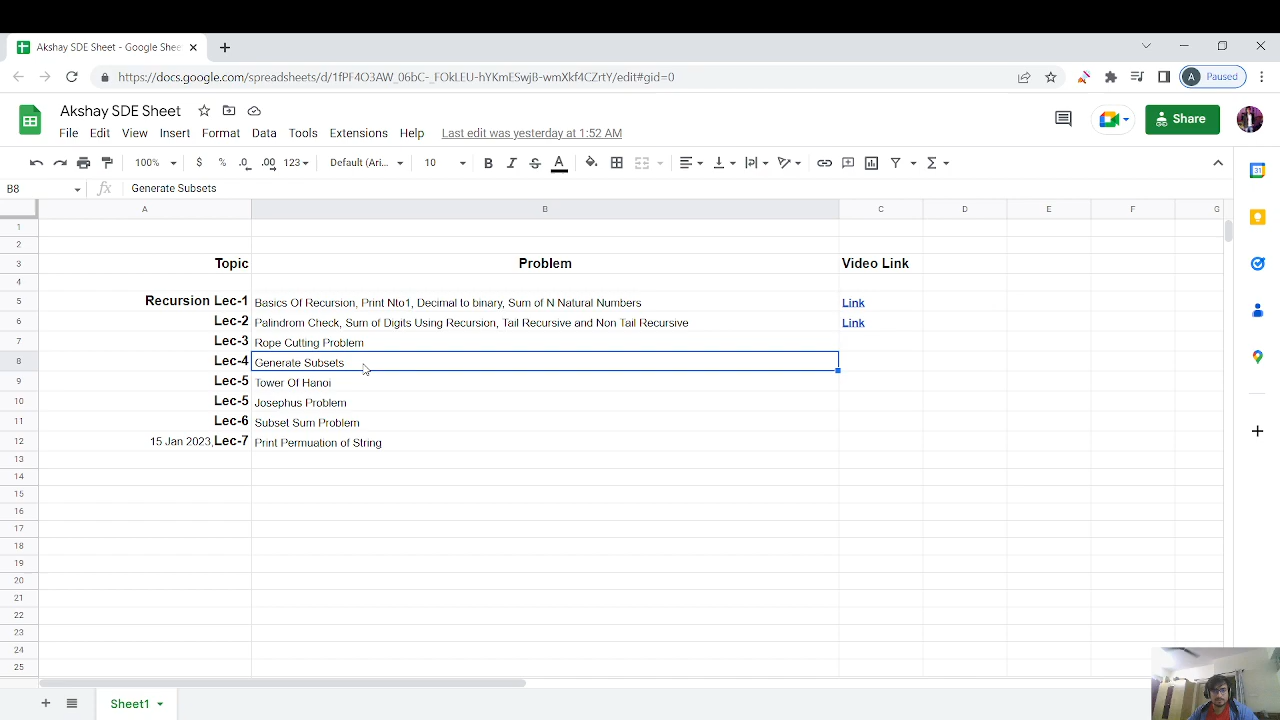 Akshay SDE Sheet - Google Shee
https://docs.google.com/spreadsheets/d/1fPF4O3AW_06bC-_FOkLEU-hYKmESwjB-wmXkf4CZrtY/edit#gid=0
A Paused
Akshay SDE Sheet
File Edit View Insert Format Data Tools Extensions Help Last edit was yesterday at 1:52 AM
Share
100% $ % .0 .00 123 Default (Ari... 10 B I S A
B8 fx Generate Subsets
A B C D E F G
1
2
3 Topic Problem Video Link
4
5 Recursion Lec-1 Basics Of Recursion, Print Nto1, Decimal to binary, Sum of N Natural Numbers Link
6 Lec-2 Palindrom Check, Sum of Digits Using Recursion, Tail Recursive and Non Tail Recursive Link
7 Lec-3 Rope Cutting Problem
8 Lec-4 Generate Subsets
9 Lec-5 Tower Of Hanoi
10 Lec-5 Josephus Problem
11 Lec-6 Subset Sum Problem
12 15 Jan 2023,Lec-7 Print Permuation of String
13
14
15
16
17
18
19
20
21
22
23
24
25
31
Sheet1